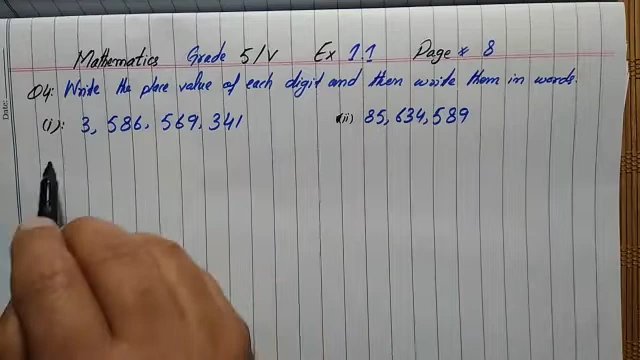 Mathematics Grade 5/V Ex 1.1 Page # 8
Q4: Write the place value of each digit and then write them in words.
(i): 3, 586, 569, 341 (ii) 85,634,589
Date: